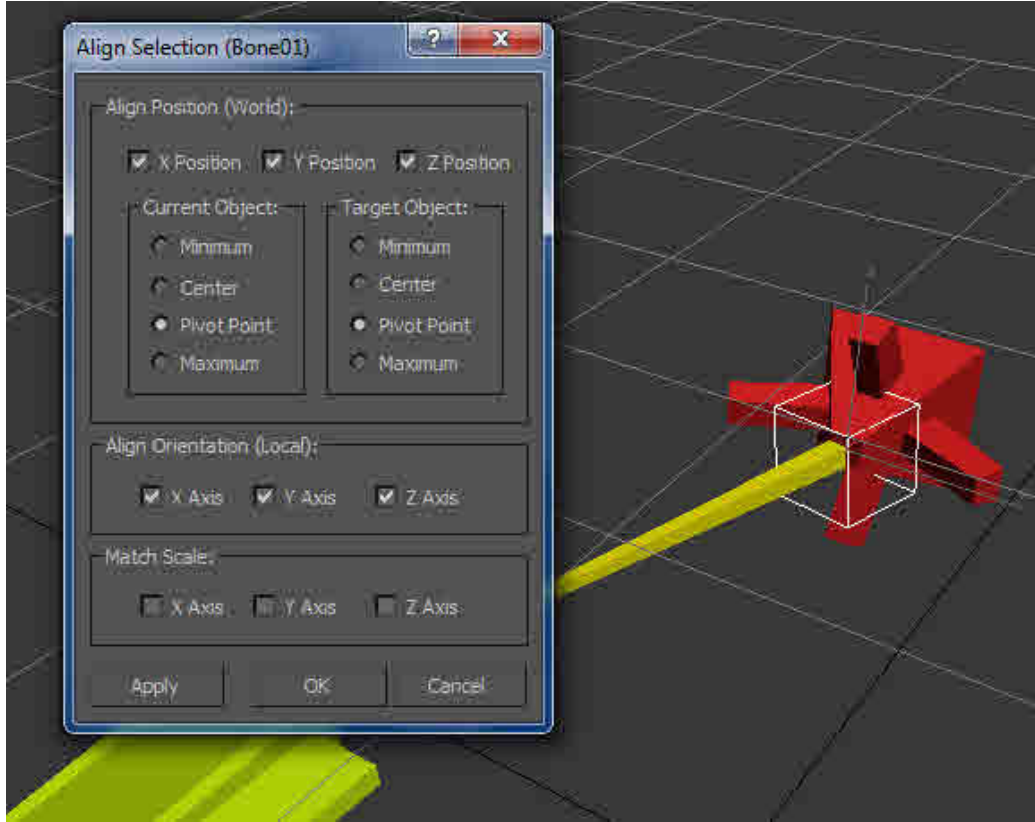 Align Selection (Bone01)
?
X
Align Position (World):
X Position Y Position Z Position
Current Object: Target Object:
Minimum Minimum
Center Center
Pivot Point Pivot Point
Maximum Maximum
Align Orientation (Local):
X Axis Y Axis Z Axis
Match Scale:
X Axis Y Axis Z Axis
Apply OK Cancel